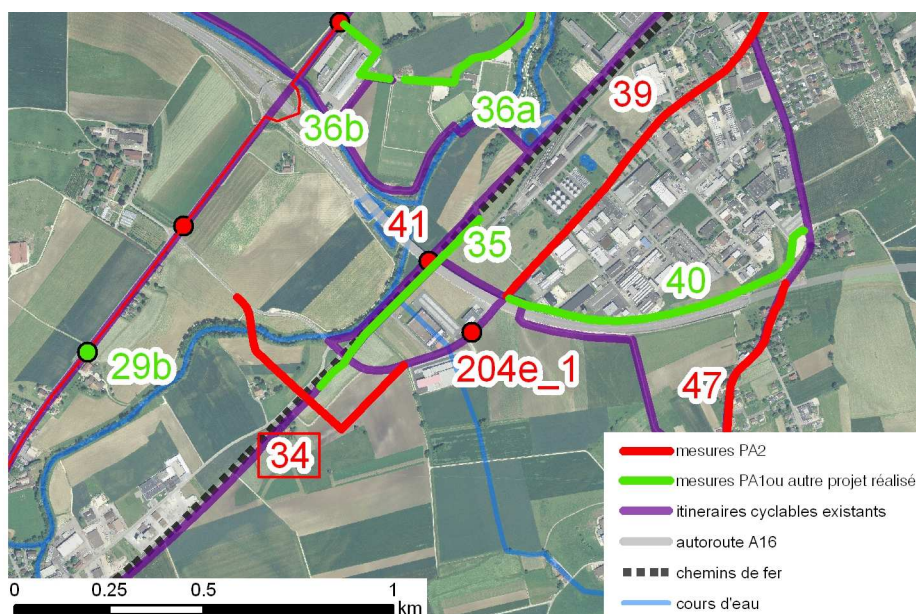 39
36a
36b
41
35
40
29b
204e_1
47
34
mesures PA2
mesures PA1ou autre projet réalisé
itineraires cyclables existants
autoroute A16
chemins de fer
cours d'eau
0 0.25 0.5 1
km